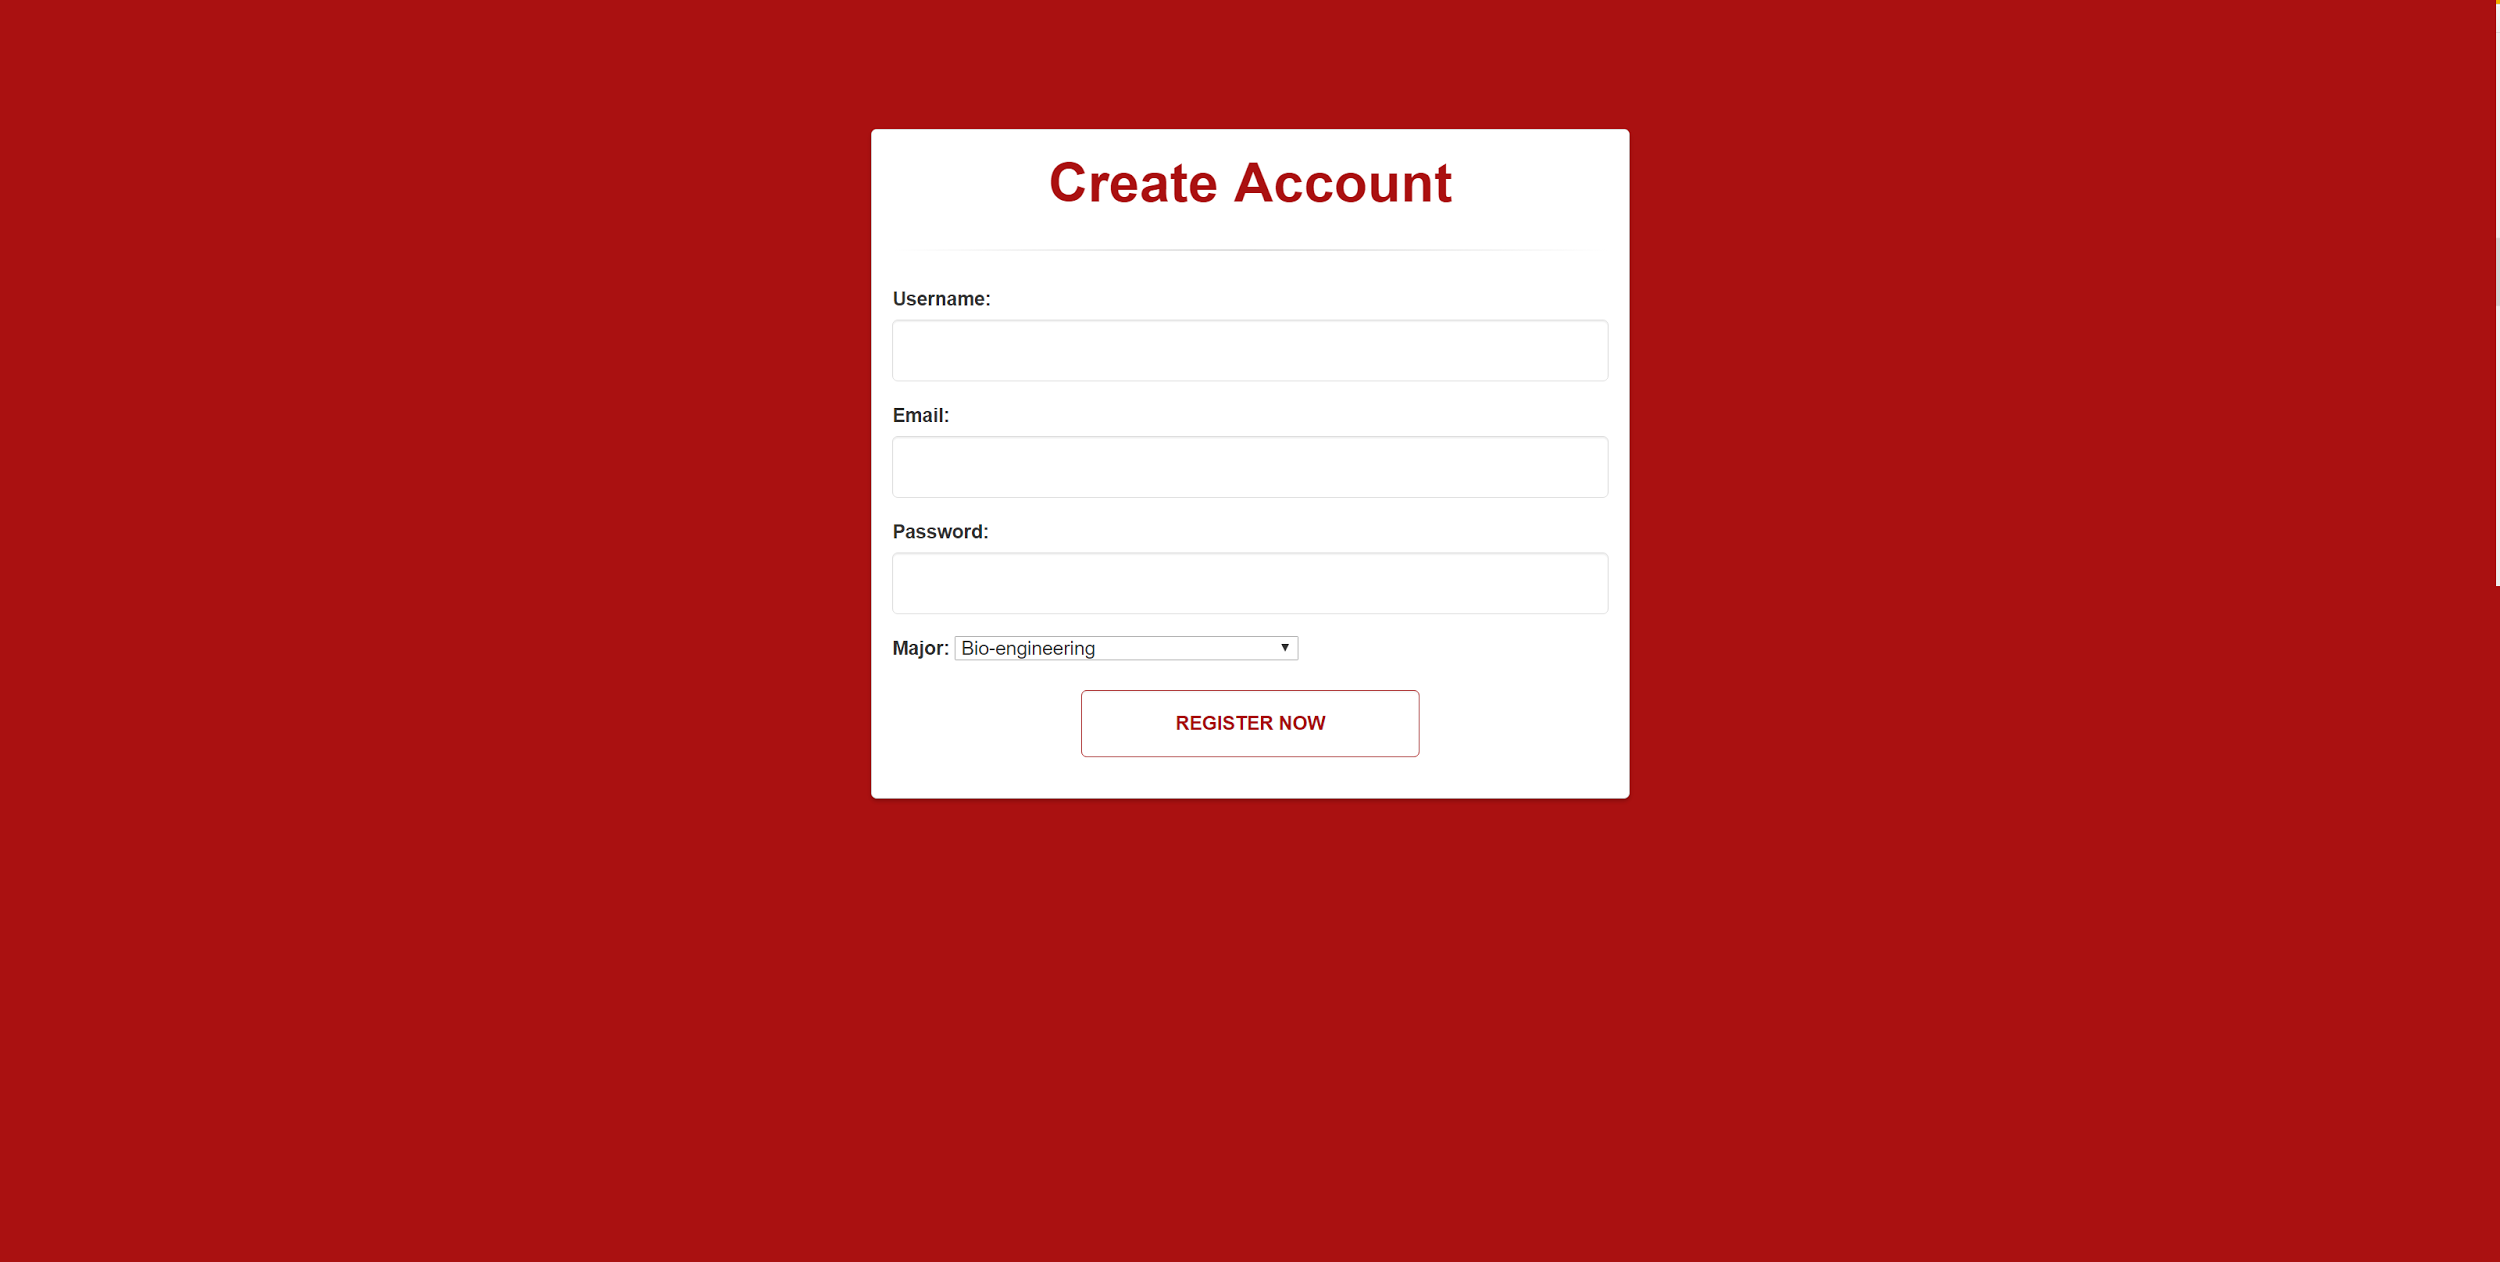 Create Account
Username:
Email:
Password:
Major: Bio-engineering
REGISTER NOW